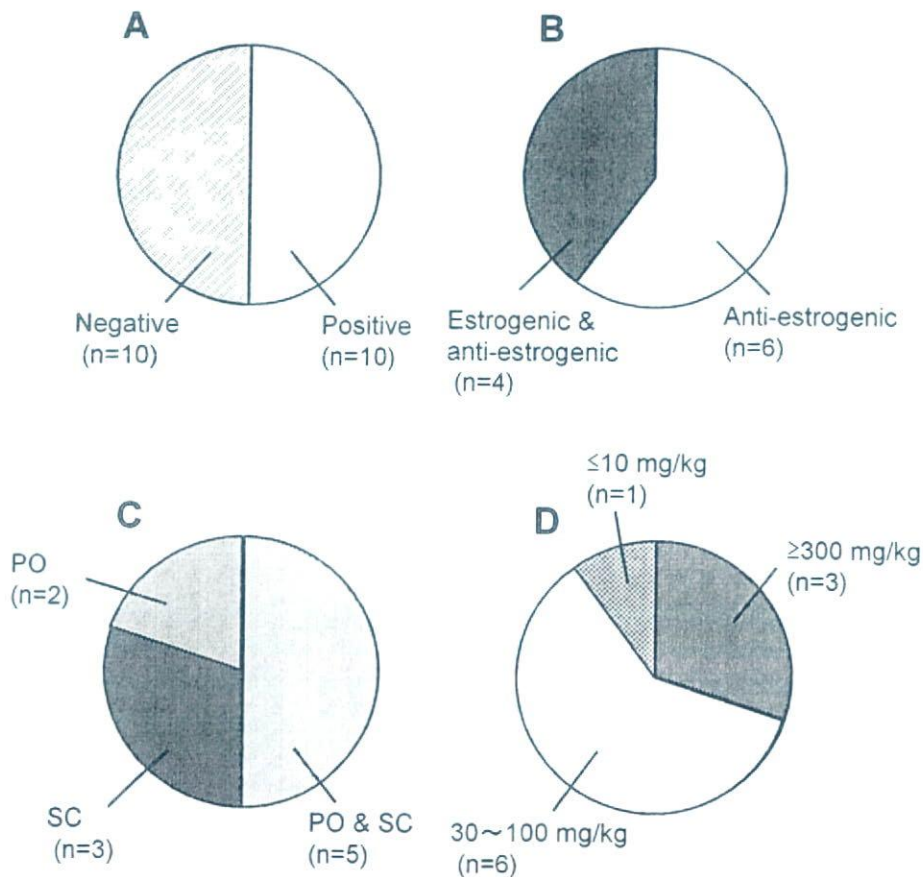 A
Negative
(n=10)
Positive
(n=10)
B
Estrogenic &
anti-estrogenic
(n=4)
Anti-estrogenic
(n=6)
C
PO
(n=2)
SC
(n=3)
PO & SC
(n=5)
D
≤10 mg/kg
(n=1)
≥300 mg/kg
(n=3)
30～100 mg/kg
(n=6)